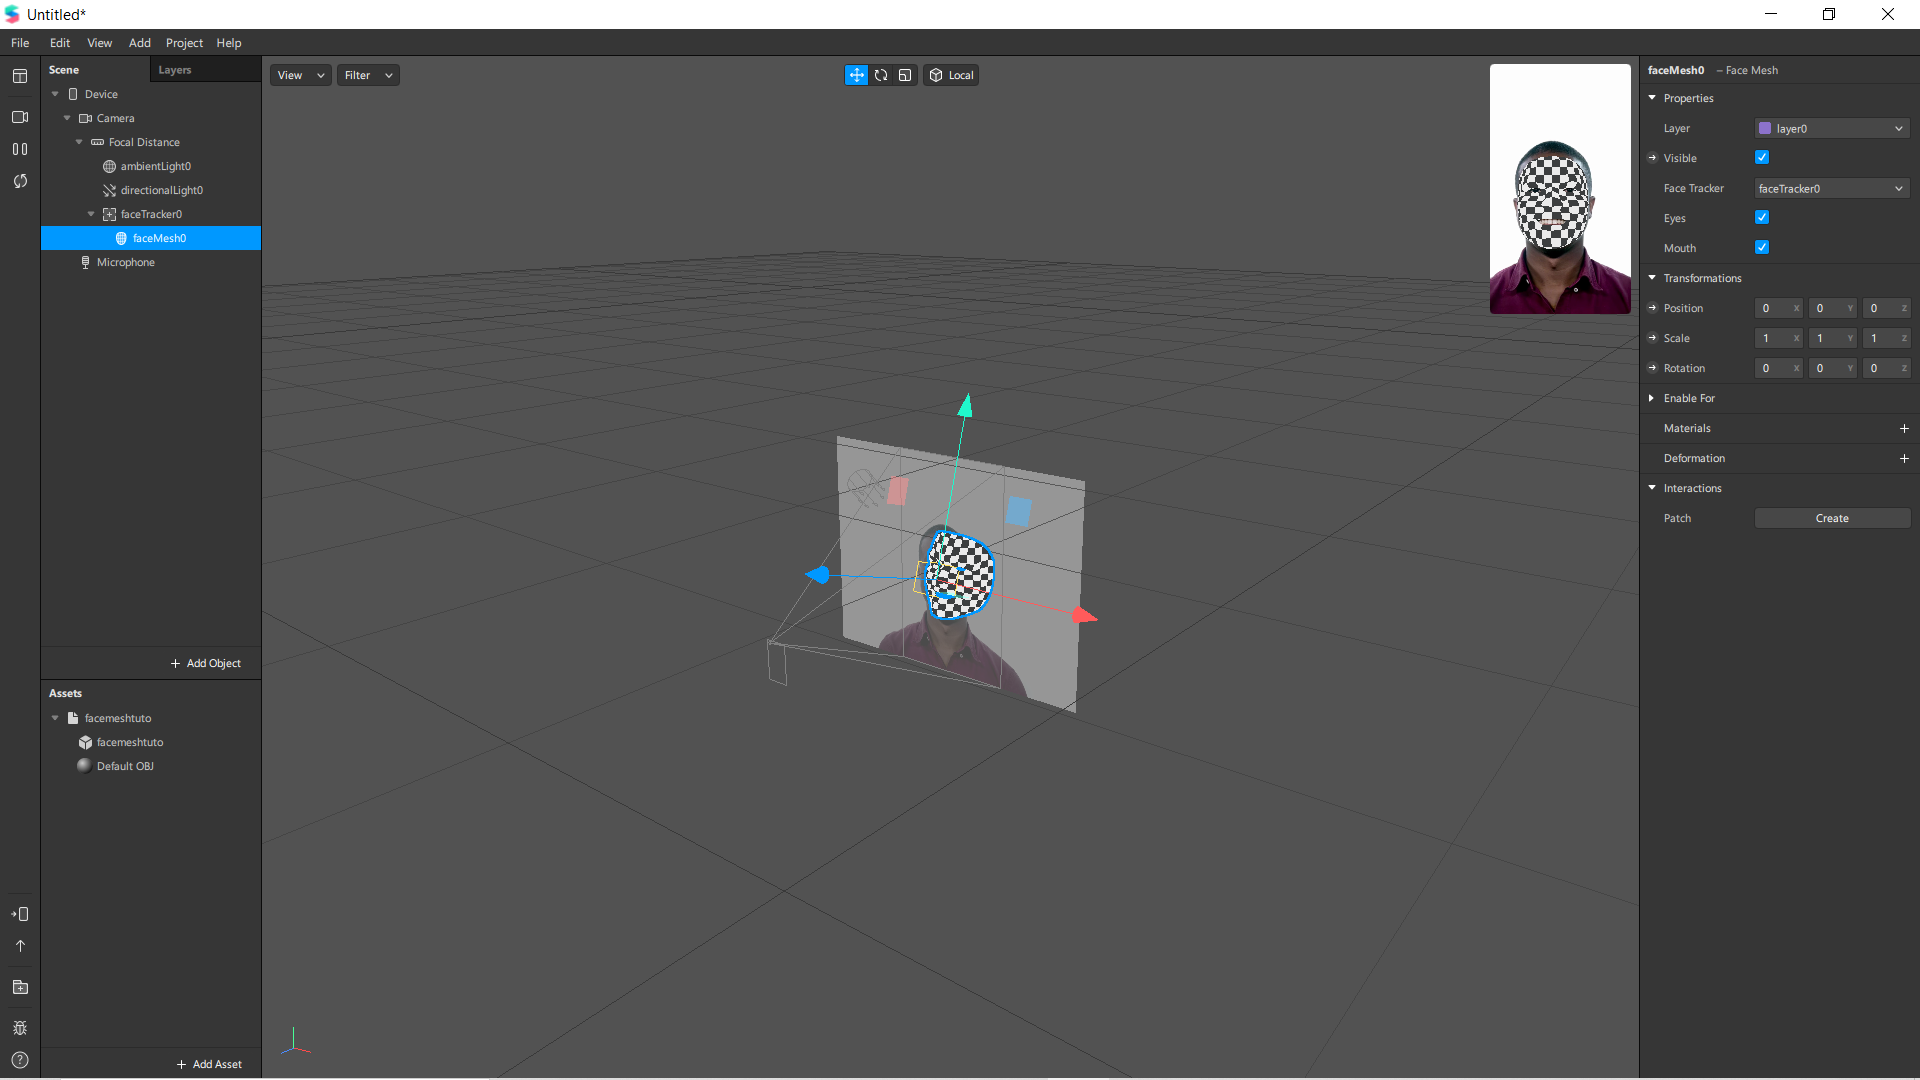 Untitled*
File Edit View Add Project Help
Scene Layers
Device
Camera
Focal Distance
ambientLight0
directionalLight0
faceTracker0
faceMesh0
Microphone
+ Add Object
Assets
facemeshtuto
facemeshtuto
Default OBJ
+ Add Asset
View Filter Local
faceMesh0 – Face Mesh
Properties
Layer layer0
Visible
Face Tracker faceTracker0
Eyes
Mouth
Transformations
Position 0 X 0 Y 0 Z
Scale 1 X 1 Y 1 Z
Rotation 0 X 0 Y 0 Z
Enable For
Materials +
Deformation +
Interactions
Patch Create